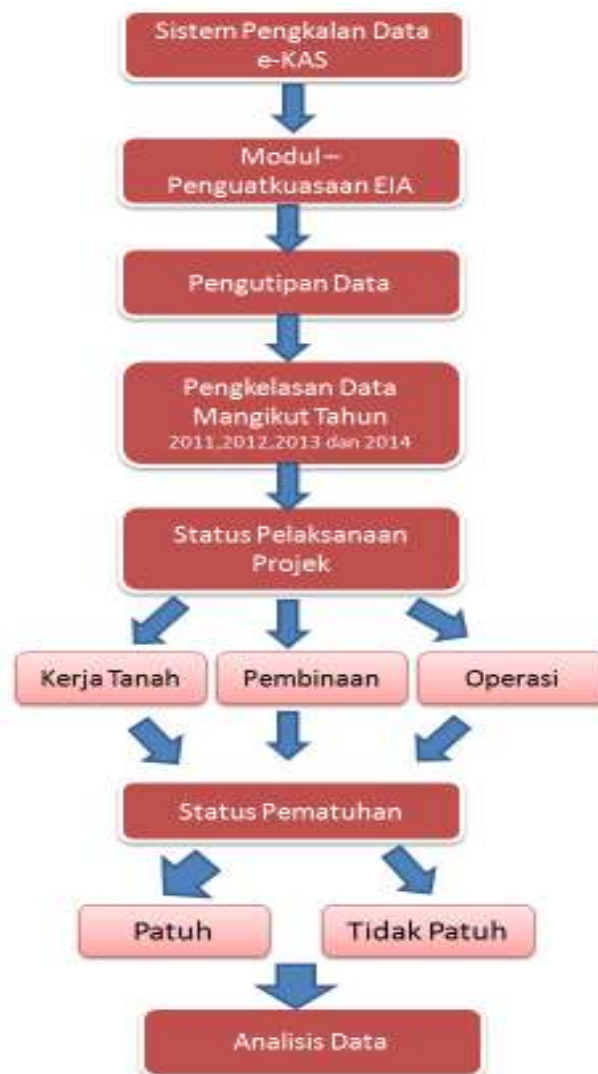 Sistem Pengkalan Data
e-KAS
Modul –
Penguatkuasaan EIA
Pengutipan Data
Pengkelasan Data
Mangikut Tahun
2011,2012,2013 dan 2014
Status Pelaksanaan
Projek
Kerja Tanah
Pembinaan
Operasi
Status Pematuhan
Patuh
Tidak Patuh
Analisis Data